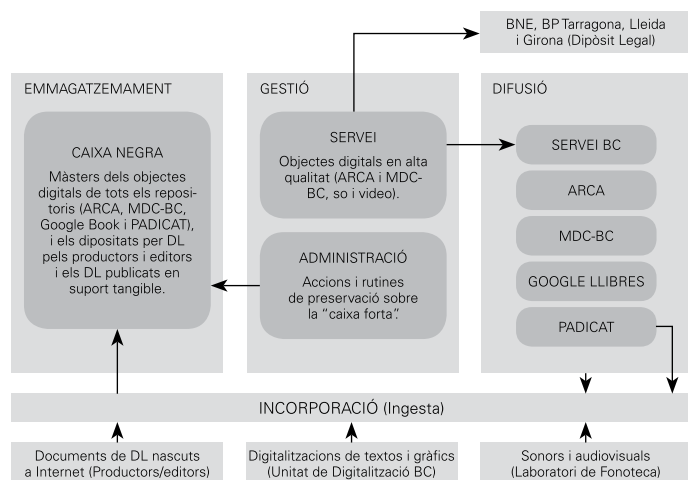 BNE, BP Tarragona, Lleida
i Girona (Dipòsit Legal)
EMMAGATZEMAMENT
CAIXA NEGRA
Màsters dels objectes
digitals de tots els reposi-
toris (ARCA, MDC-BC,
Google Book i PADICAT),
i els dipositats per DL
pels productors i editors
i els DL publicats en
suport tangible.
GESTIÓ
SERVEI
Objectes digitals en alta
qualitat (ARCA i MDC-
BC, so i video).
ADMINISTRACIÓ
Accions i rutines
de preservació sobre
la “caixa forta”.
DIFUSIÓ
SERVEI BC
ARCA
MDC-BC
GOOGLE LLIBRES
PADICAT
INCORPORACIÓ (Ingesta)
Documents de DL nascuts
a Internet (Productors/editors)
Digitalitzacions de textos i gràfics
(Unitat de Digitalització BC)
Sonors i audiovisuals
(Laboratori de Fonoteca)